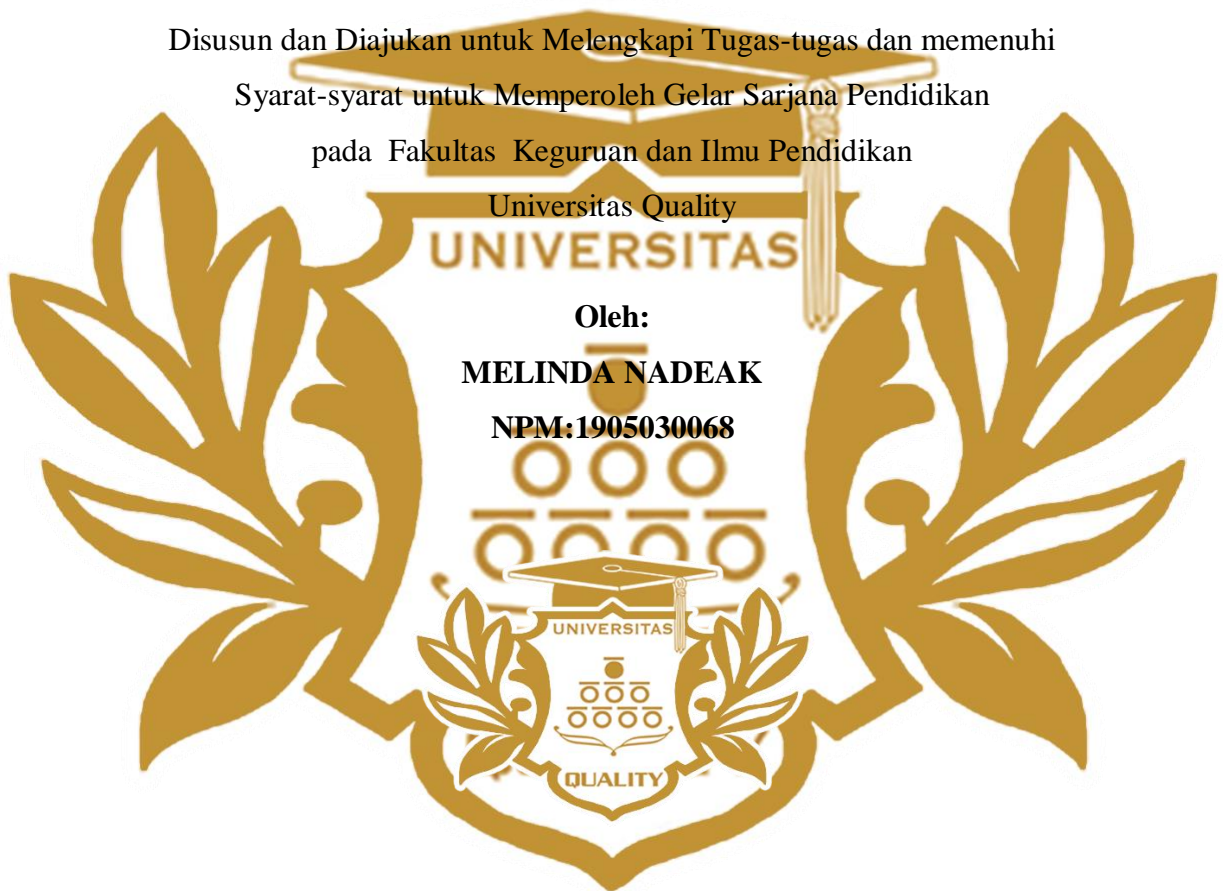 Disusun dan Diajukan untuk Melengkapi Tugas-tugas dan memenuhi
Syarat-syarat untuk Memperoleh Gelar Sarjana Pendidikan
pada Fakultas Keguruan dan Ilmu Pendidikan
Universitas Quality
UNIVERSITAS
Oleh:
MELINDA NADEAK
NPM:1905030068
UNIVERSITAS
QUALITY